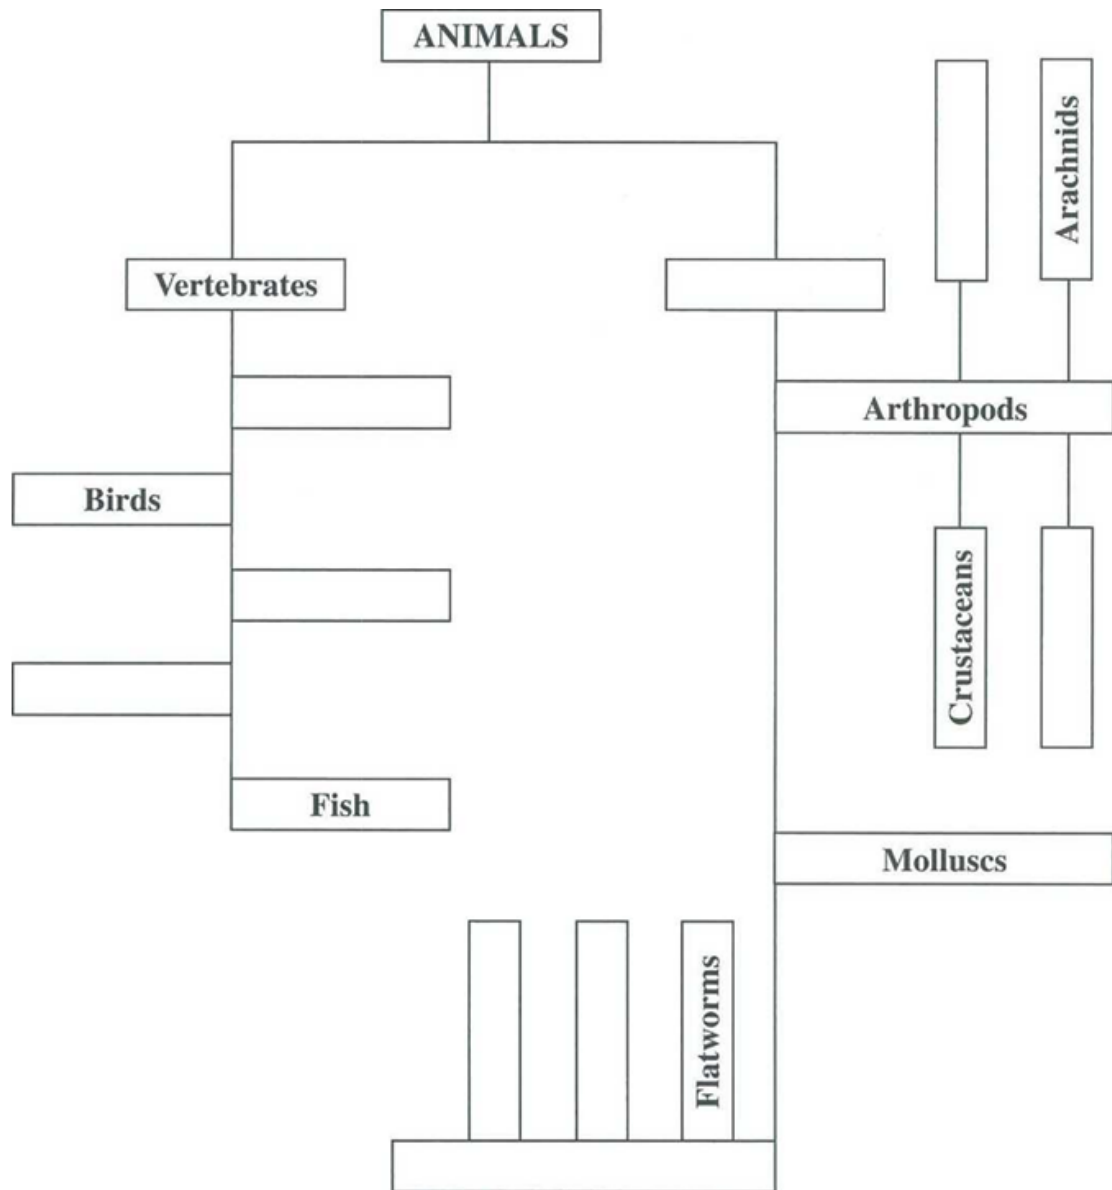 ANIMALS
Arachnids
Vertebrates
Arthropods
Birds
Crustaceans
Fish
Molluscs
Flatworms